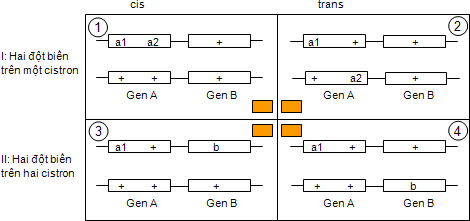 cis trans
1 2
I: Hai đột biến
trên một cistron
a1 a2 + a1 + +
+ + + + a2 +
Gen A Gen B Gen A Gen B
3 4
II: Hai đột biến
trên hai cistron
a1 + b a1 + +
+ + + + + b
Gen A Gen B Gen A Gen B